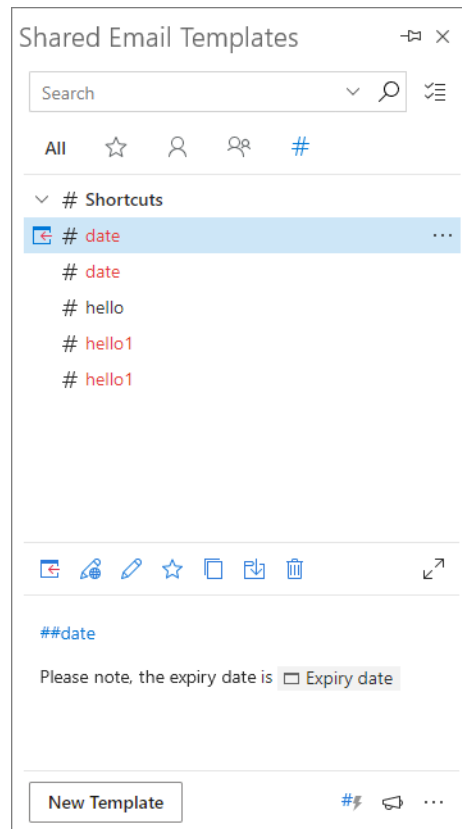 Shared Email Templates
Search
All #
# Shortcuts
# date
# date
# hello
# hello1
# hello1
##date
Please note, the expiry date is Expiry date
New Template #